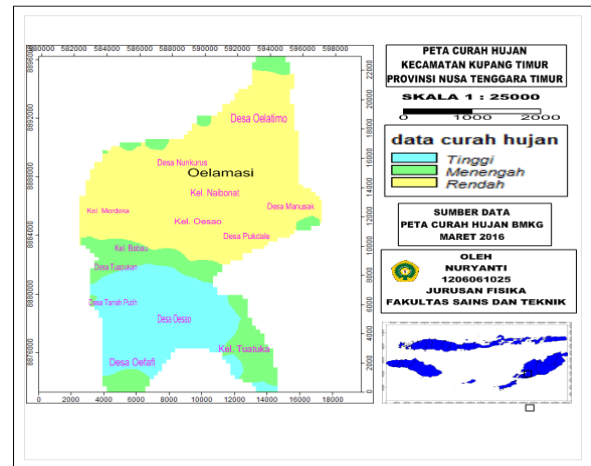 580000 582000 584000 586000 588000 590000 592000 594000 596000 598000
8896000
8892000
8884000
8880000
8876000
22000
20000
18000
16000
14000
12000
10000
8000
6000
4000
2000
0
0 2000 4000 6000 8000 10000 12000 14000 16000 18000
Desa Oelatimo
Desa Nunkurus
Oelamasi
Kel. Naibonat
Kel. Merdeka
Desa Manusak
Kel. Oesao
Desa Pukdale
Kel. Babau
Desa Tuapukan
Desa Tanah Putih
Desa Oesao
Kel. Tuatuka
Desa Oefafi
PETA CURAH HUJAN
KECAMATAN KUPANG TIMUR
PROVINSI NUSA TENGGARA TIMUR
SKALA 1 : 25000
0 1000 2000
data curah hujan
Tinggi
Menengah
Rendah
SUMBER DATA
PETA CURAH HUJAN BMKG
MARET 2016
OLEH
NURYANTI
1206061025
JURUSAN FISIKA
FAKULTAS SAINS DAN TEKNIK